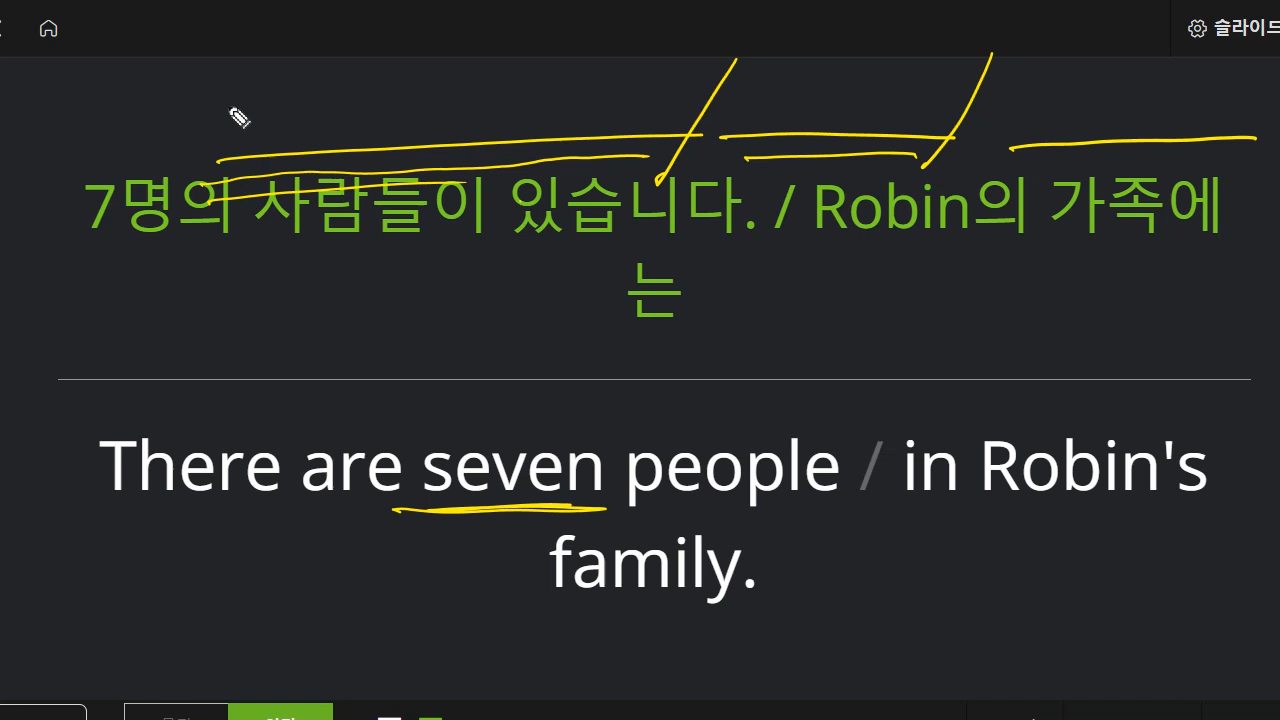 슬라이드
7명의 사람들이 있습니다. / Robin의 가족에
는
There are seven people / in Robin's
family.